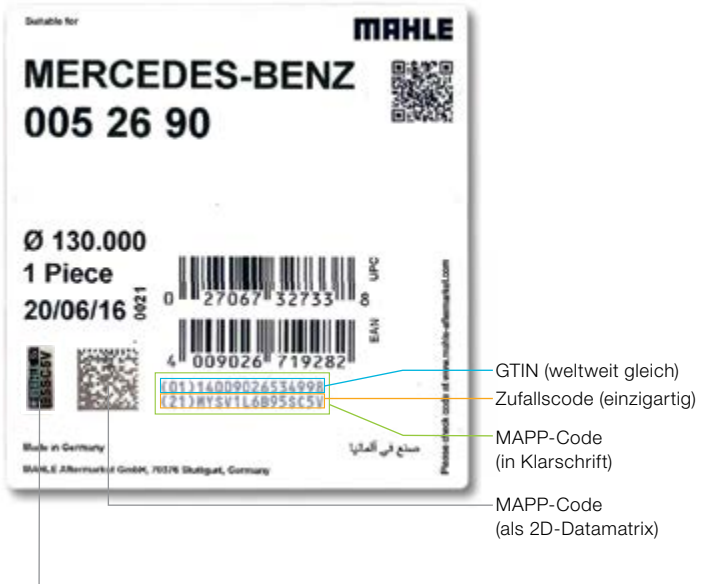 Suitable for
MAHLE
MERCEDES-BENZ
005 26 90
Ø 130.000
1 Piece
20/06/16 0021
0 27067 32733 8
UPC
4 009026 719282
EAN
(01)14009026534998
(21)MYSV1L6B95SC5V
Please check code at www.mahle-aftermarket.com
Made in Germany
صنع في ألمانيا
MAHLE Aftermarket GmbH, 70376 Stuttgart, Germany
GTIN (weltweit gleich)
Zufallscode (einzigartig)
MAPP-Code
(in Klarschrift)
MAPP-Code
(als 2D-Datamatrix)